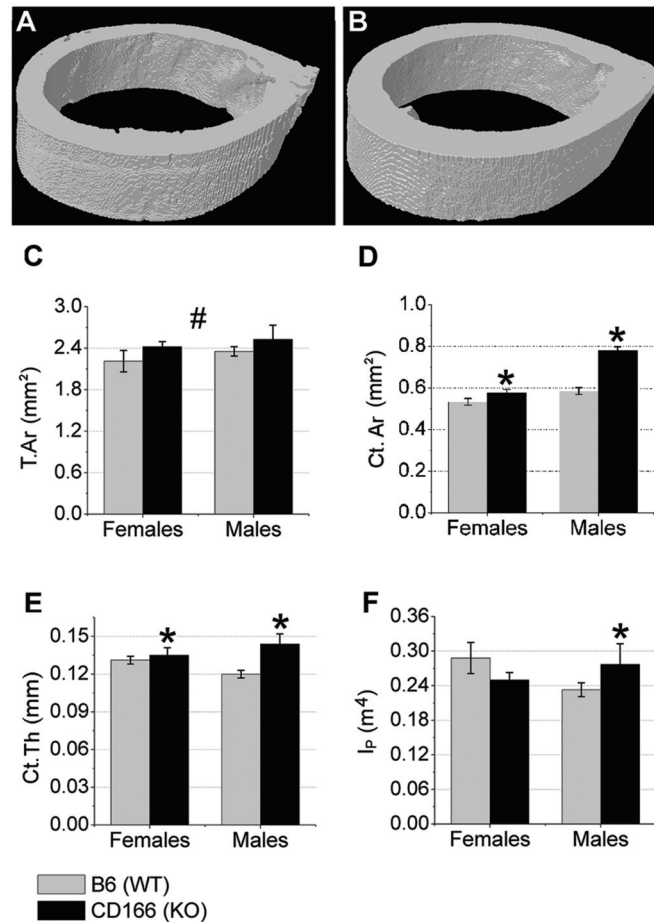 A
B
C
D
#
3.0
2.4
1.8
1.2
0.6
0.0
T.Ar (mm²)
Females
Males
*
*
1.0
0.8
0.6
0.4
0.2
0.0
Ct. Ar (mm²)
Females
Males
E
F
*
*
0.15
0.12
0.09
0.06
0.03
0.00
Ct.Th (mm)
Females
Males
*
0.36
0.30
0.24
0.18
0.12
0.06
0.00
Iₚ (m⁴)
Females
Males
B6 (WT)
CD166 (KO)